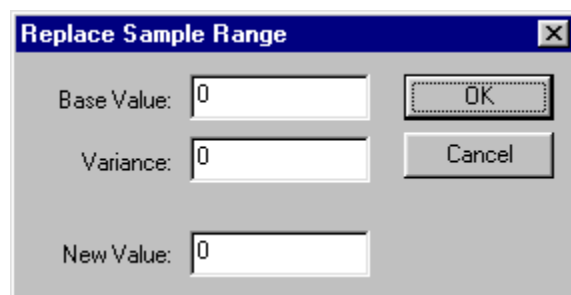 Replace Sample Range
Base Value: 0 OK
Variance: 0 Cancel
New Value: 0